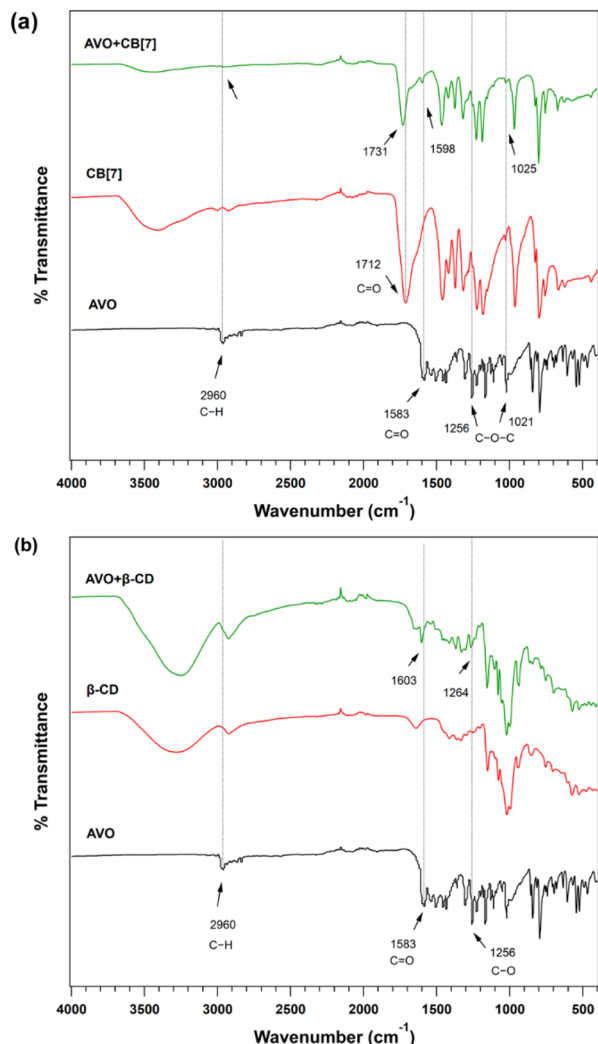 (a)
AVO+CB[7]
1731
1598
1025
CB[7]
1712
C=O
AVO
2960
C−H
1583
C=O
1256
1021
C−O−C
% Transmittance
4000 3500 3000 2500 2000 1500 1000 500
Wavenumber (cm⁻¹)
(b)
AVO+β-CD
1603
1264
β-CD
AVO
2960
C−H
1583
C=O
1256
C−O
% Transmittance
4000 3500 3000 2500 2000 1500 1000 500
Wavenumber (cm⁻¹)